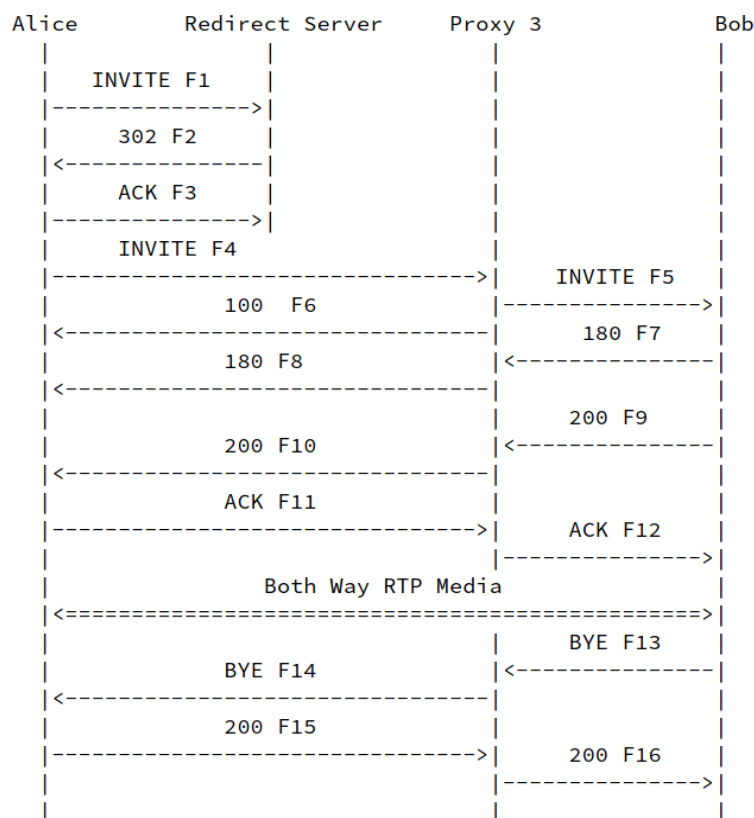 Alice Redirect Server Proxy 3 Bob
INVITE F1
302 F2
ACK F3
INVITE F4
INVITE F5
100 F6
180 F7
180 F8
200 F9
200 F10
ACK F11
ACK F12
Both Way RTP Media
BYE F13
BYE F14
200 F15
200 F16